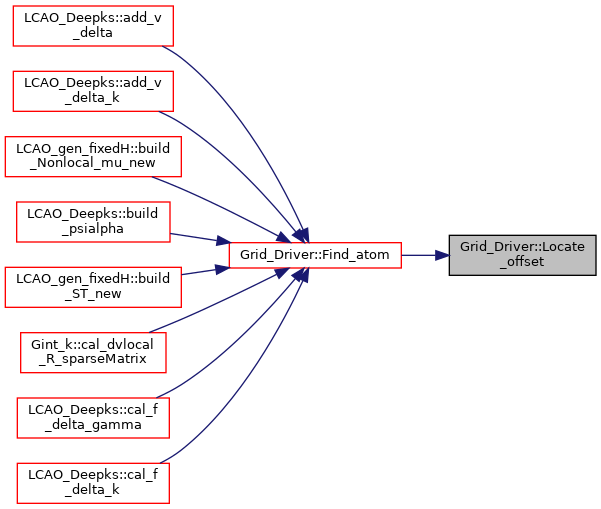 LCAO_Deepks::add_v
_delta
LCAO_Deepks::add_v
_delta_k
LCAO_gen_fixedH::build
_Nonlocal_mu_new
LCAO_Deepks::build
_psialpha
LCAO_gen_fixedH::build
_ST_new
Gint_k::cal_dvlocal
_R_sparseMatrix
LCAO_Deepks::cal_f
_delta_gamma
LCAO_Deepks::cal_f
_delta_k
Grid_Driver::Find_atom
Grid_Driver::Locate
_offset